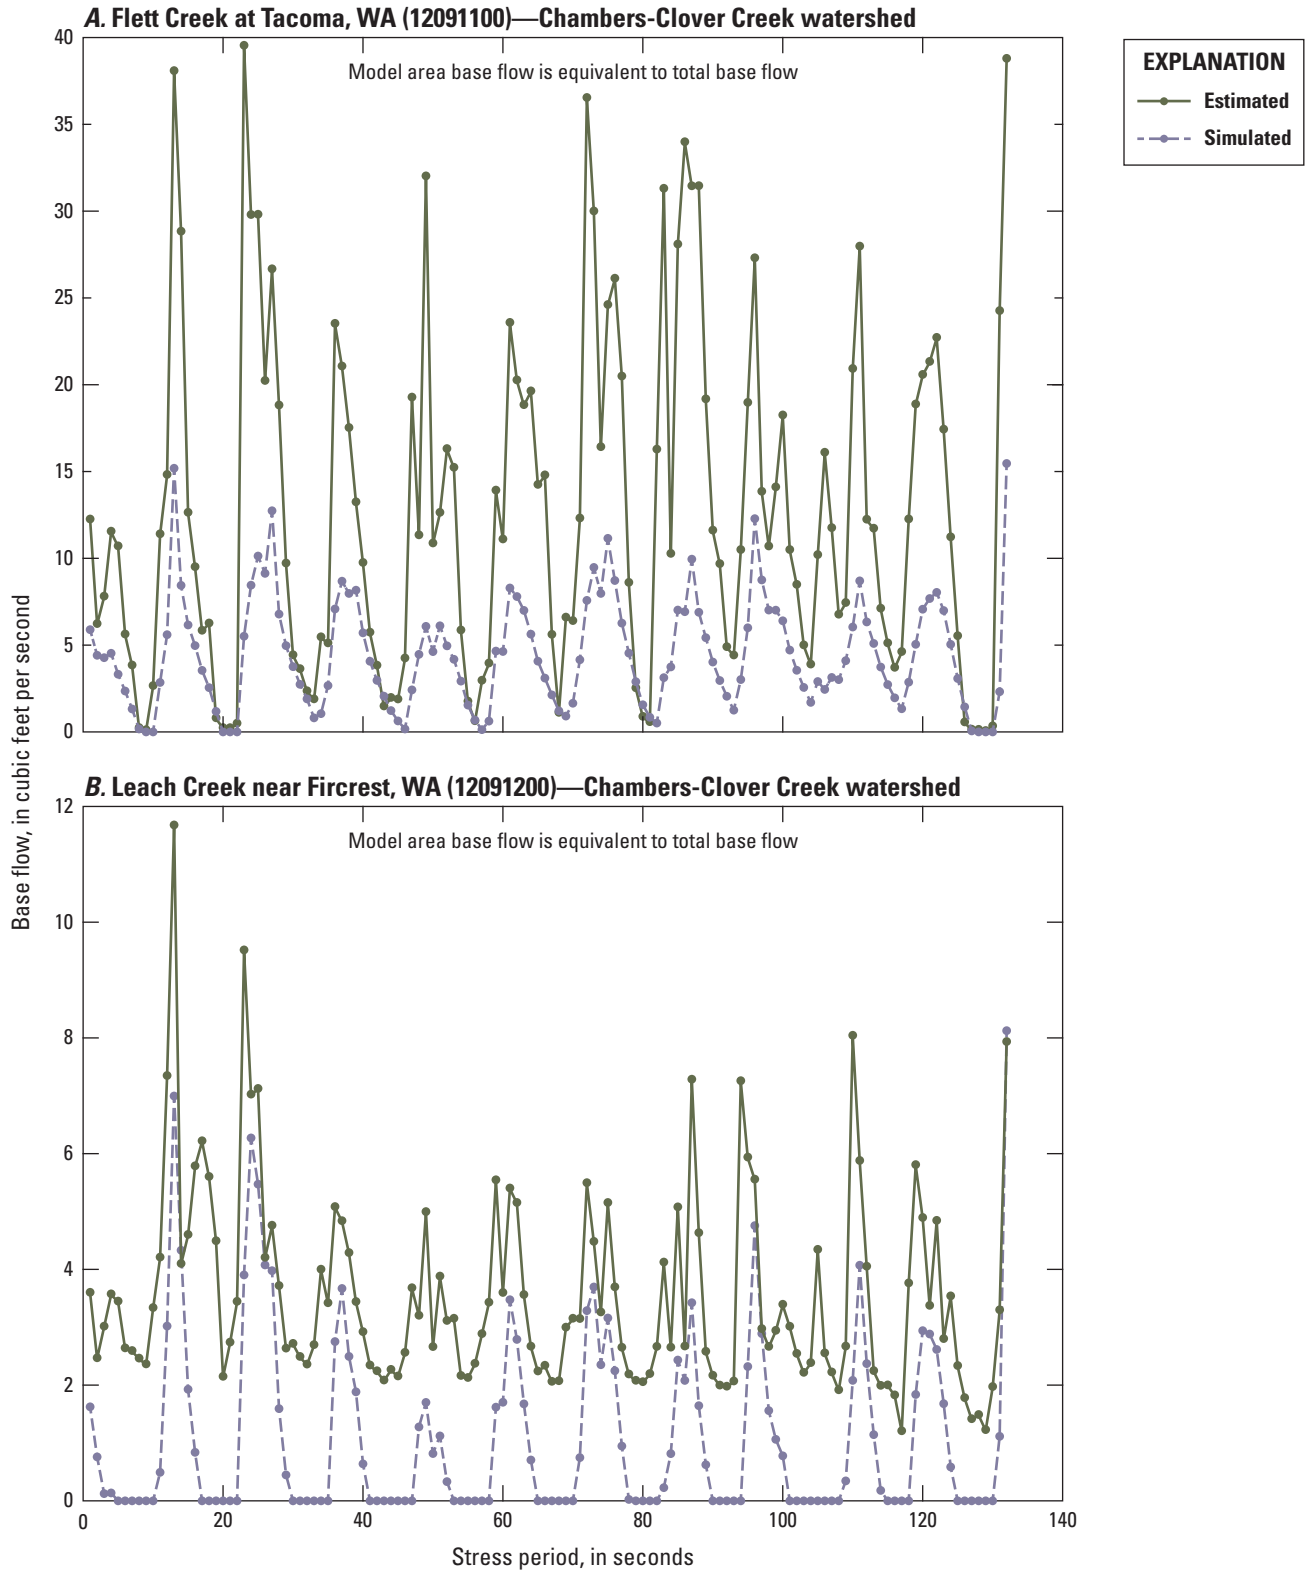 A. Flett Creek at Tacoma, WA (12091100)—Chambers-Clover Creek watershed
Model area base flow is equivalent to total base flow
40
35
30
25
20
15
10
5
0
EXPLANATION
Estimated
Simulated
Base flow, in cubic feet per second
B. Leach Creek near Fircrest, WA (12091200)—Chambers-Clover Creek watershed
Model area base flow is equivalent to total base flow
12
10
8
6
4
2
0
0 20 40 60 80 100 120 140
Stress period, in seconds